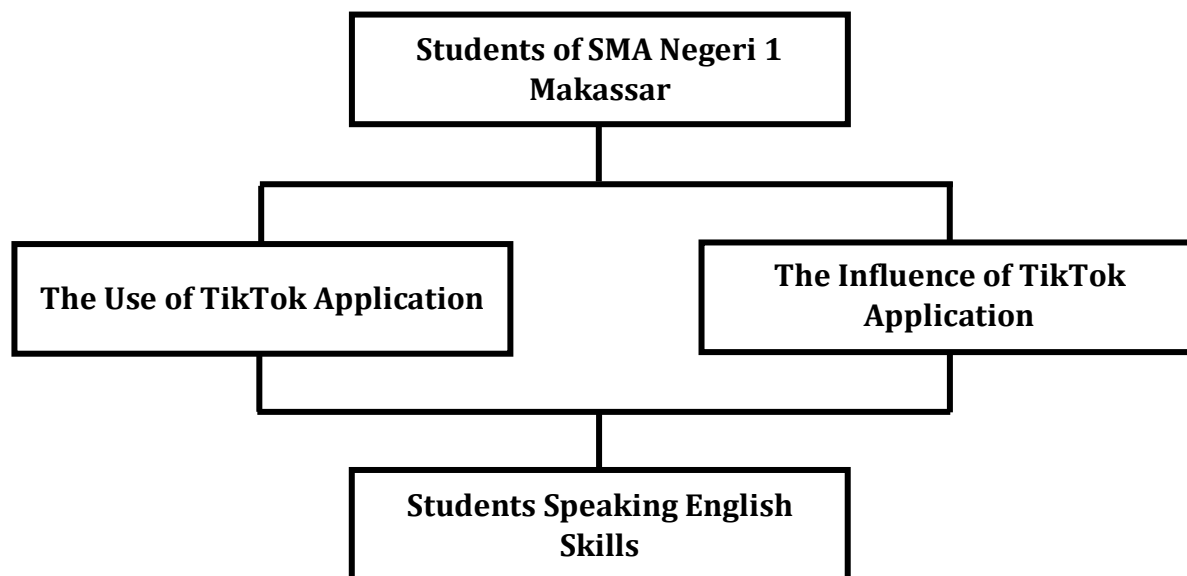 Students of SMA Negeri 1
Makassar
The Use of TikTok Application
The Influence of TikTok
Application
Students Speaking English
Skills